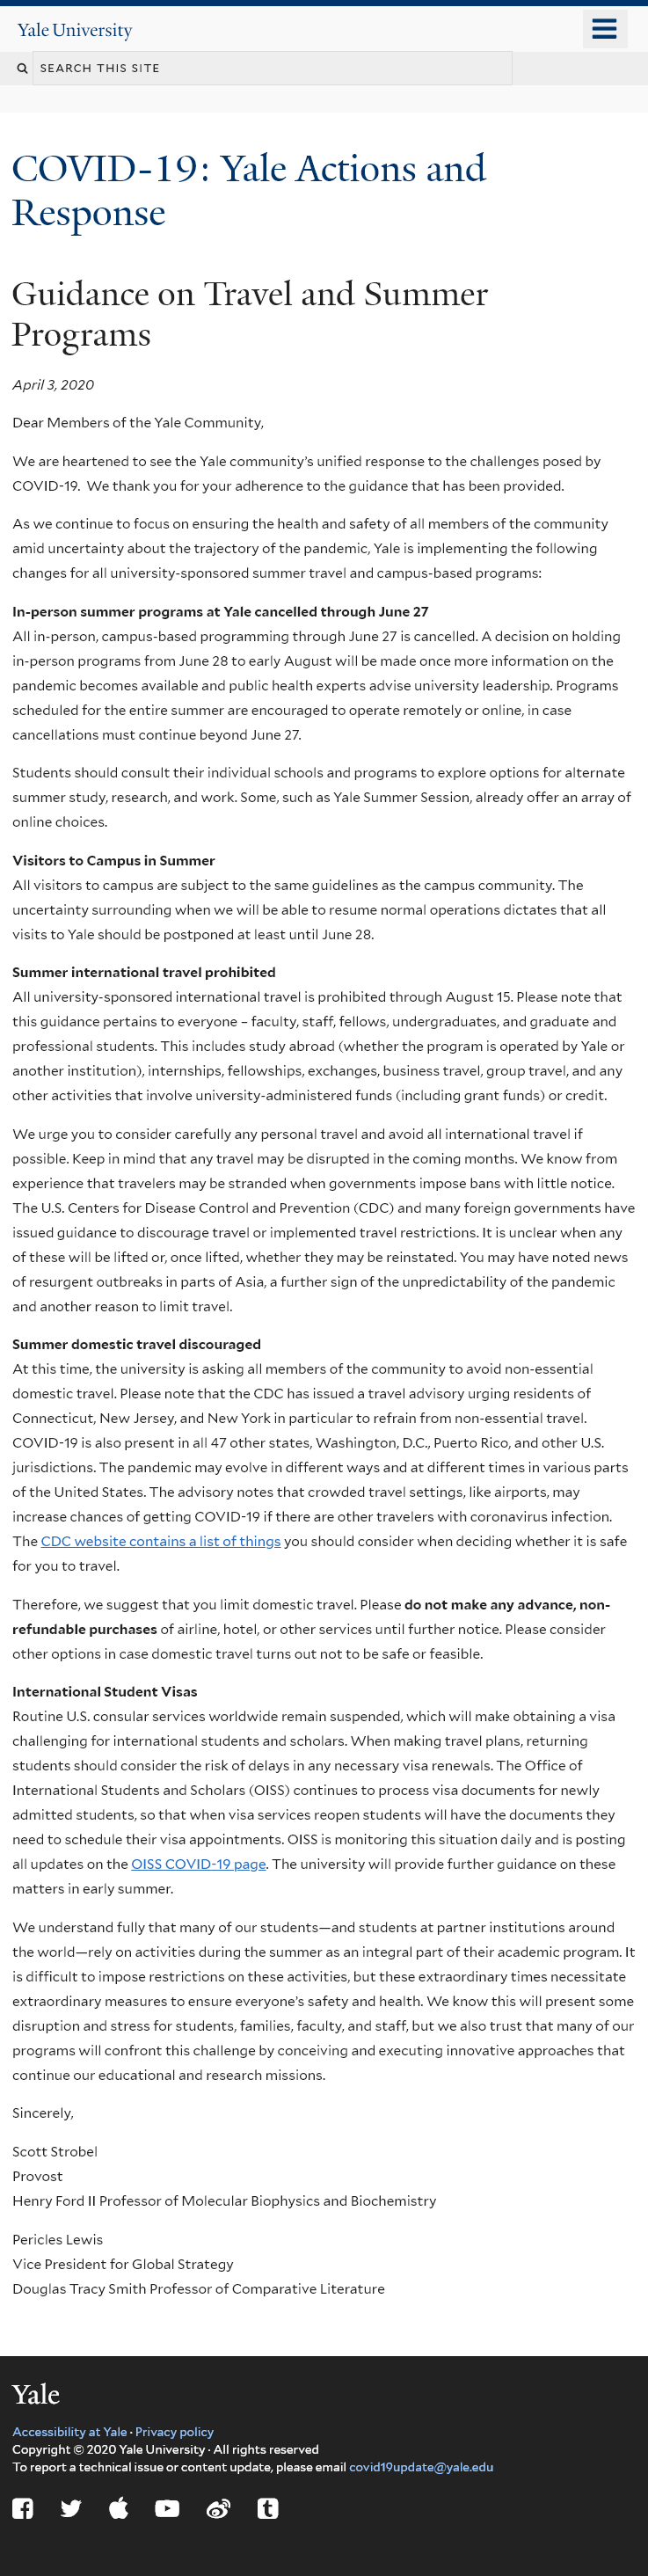 Yale University
SEARCH THIS SITE
COVID-19: Yale Actions and
Response
Guidance on Travel and Summer
Programs
April 3, 2020
Dear Members of the Yale Community,
We are heartened to see the Yale community’s unified response to the challenges posed by
COVID-19.  We thank you for your adherence to the guidance that has been provided.
As we continue to focus on ensuring the health and safety of all members of the community
amid uncertainty about the trajectory of the pandemic, Yale is implementing the following
changes for all university-sponsored summer travel and campus-based programs:
In-person summer programs at Yale cancelled through June 27
All in-person, campus-based programming through June 27 is cancelled. A decision on holding
in-person programs from June 28 to early August will be made once more information on the
pandemic becomes available and public health experts advise university leadership. Programs
scheduled for the entire summer are encouraged to operate remotely or online, in case
cancellations must continue beyond June 27.
Students should consult their individual schools and programs to explore options for alternate
summer study, research, and work. Some, such as Yale Summer Session, already offer an array of
online choices.
Visitors to Campus in Summer
All visitors to campus are subject to the same guidelines as the campus community. The
uncertainty surrounding when we will be able to resume normal operations dictates that all
visits to Yale should be postponed at least until June 28.
Summer international travel prohibited
All university-sponsored international travel is prohibited through August 15. Please note that
this guidance pertains to everyone – faculty, staff, fellows, undergraduates, and graduate and
professional students. This includes study abroad (whether the program is operated by Yale or
another institution), internships, fellowships, exchanges, business travel, group travel, and any
other activities that involve university-administered funds (including grant funds) or credit.
We urge you to consider carefully any personal travel and avoid all international travel if
possible. Keep in mind that any travel may be disrupted in the coming months. We know from
experience that travelers may be stranded when governments impose bans with little notice.
The U.S. Centers for Disease Control and Prevention (CDC) and many foreign governments have
issued guidance to discourage travel or implemented travel restrictions. It is unclear when any
of these will be lifted or, once lifted, whether they may be reinstated. You may have noted news
of resurgent outbreaks in parts of Asia, a further sign of the unpredictability of the pandemic
and another reason to limit travel.
Summer domestic travel discouraged
At this time, the university is asking all members of the community to avoid non-essential
domestic travel. Please note that the CDC has issued a travel advisory urging residents of
Connecticut, New Jersey, and New York in particular to refrain from non-essential travel.
COVID-19 is also present in all 47 other states, Washington, D.C., Puerto Rico, and other U.S.
jurisdictions. The pandemic may evolve in different ways and at different times in various parts
of the United States. The advisory notes that crowded travel settings, like airports, may
increase chances of getting COVID-19 if there are other travelers with coronavirus infection.
The CDC website contains a list of things you should consider when deciding whether it is safe
for you to travel.
Therefore, we suggest that you limit domestic travel. Please do not make any advance, non-
refundable purchases of airline, hotel, or other services until further notice. Please consider
other options in case domestic travel turns out not to be safe or feasible.
International Student Visas
Routine U.S. consular services worldwide remain suspended, which will make obtaining a visa
challenging for international students and scholars. When making travel plans, returning
students should consider the risk of delays in any necessary visa renewals. The Office of
International Students and Scholars (OISS) continues to process visa documents for newly
admitted students, so that when visa services reopen students will have the documents they
need to schedule their visa appointments. OISS is monitoring this situation daily and is posting
all updates on the OISS COVID-19 page. The university will provide further guidance on these
matters in early summer.
We understand fully that many of our students—and students at partner institutions around
the world—rely on activities during the summer as an integral part of their academic program. It
is difficult to impose restrictions on these activities, but these extraordinary times necessitate
extraordinary measures to ensure everyone’s safety and health. We know this will present some
disruption and stress for students, families, faculty, and staff, but we also trust that many of our
programs will confront this challenge by conceiving and executing innovative approaches that
continue our educational and research missions.
Sincerely,
Scott Strobel
Provost
Henry Ford II Professor of Molecular Biophysics and Biochemistry
Pericles Lewis
Vice President for Global Strategy
Douglas Tracy Smith Professor of Comparative Literature
Yale
Accessibility at Yale · Privacy policy
Copyright © 2020 Yale University · All rights reserved
To report a technical issue or content update, please email covid19update@yale.edu